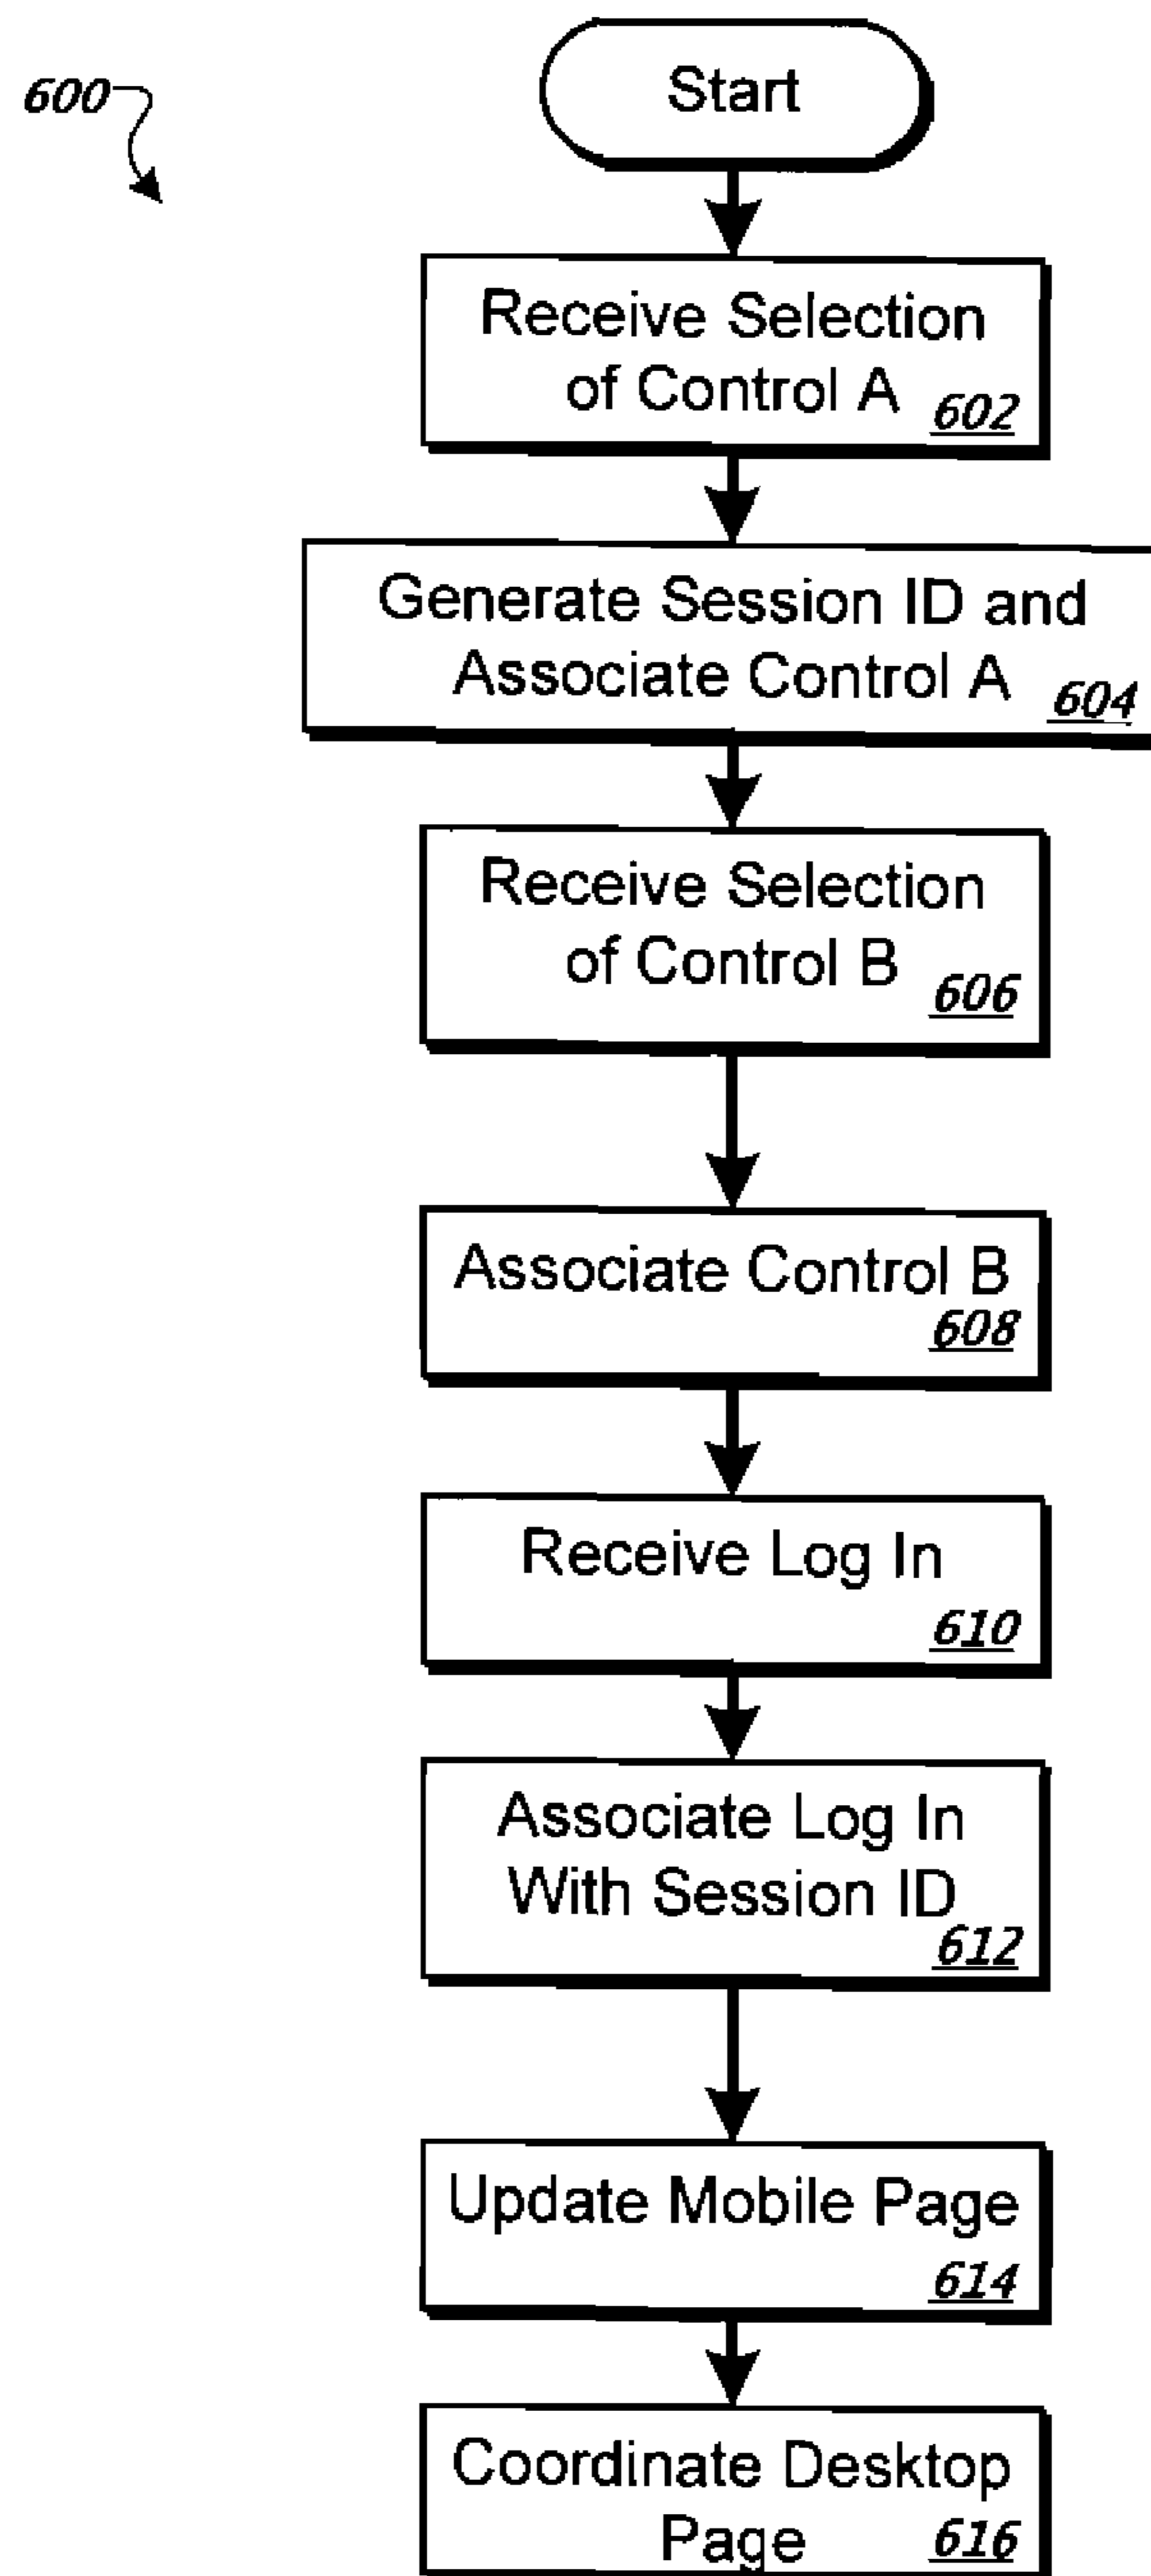 600
Start
Receive Selection
of Control A 602
Generate Session ID and
Associate Control A 604
Receive Selection
of Control B 606
Associate Control B
608
Receive Log In
610
Associate Log In
With Session ID
612
Update Mobile Page
614
Coordinate Desktop
Page 616